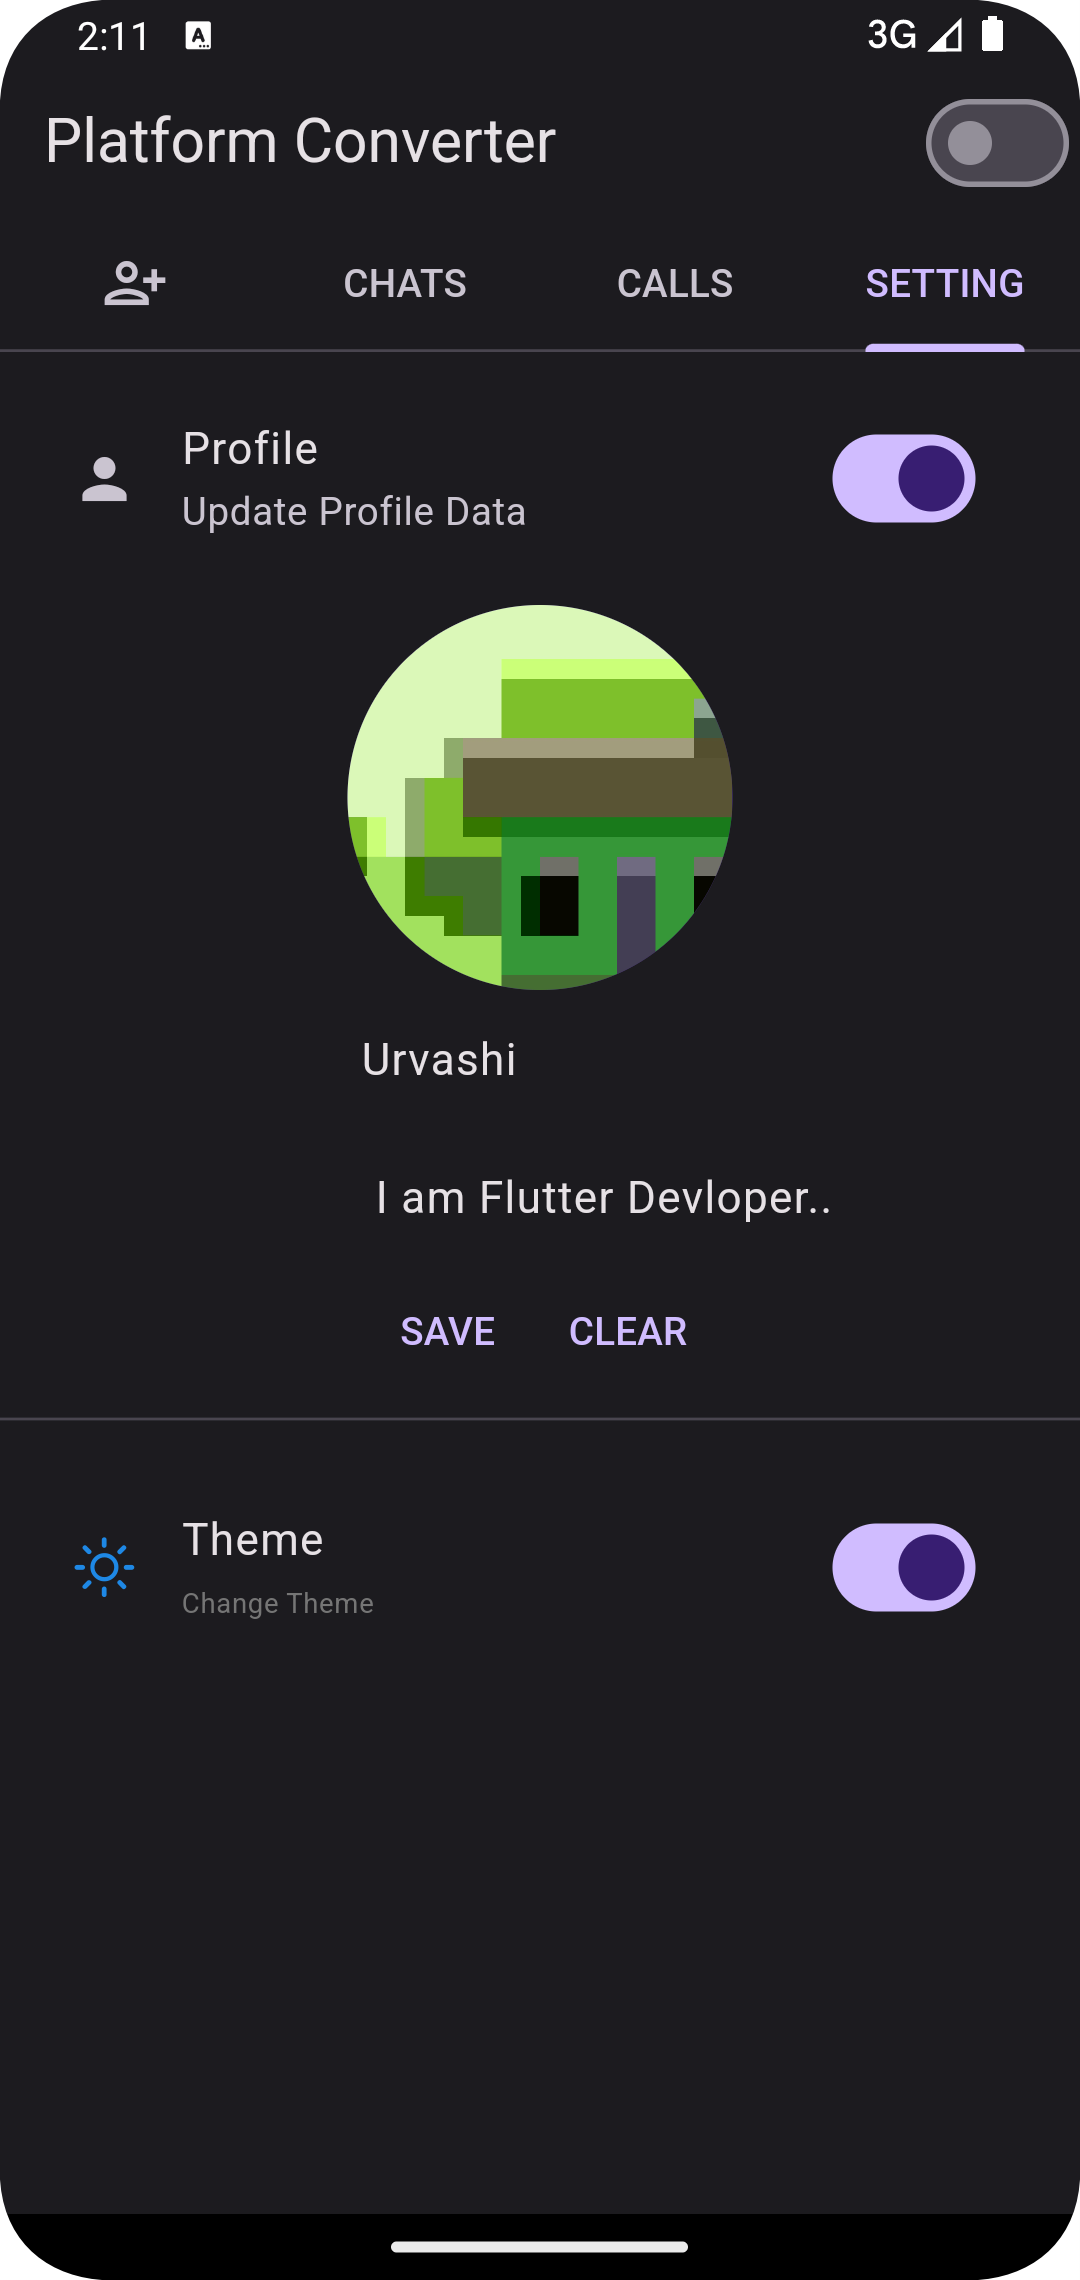 2:11
3G
Platform Converter
CHATS CALLS SETTING
Profile
Update Profile Data
Urvashi
I am Flutter Devloper..
SAVE CLEAR
Theme
Change Theme